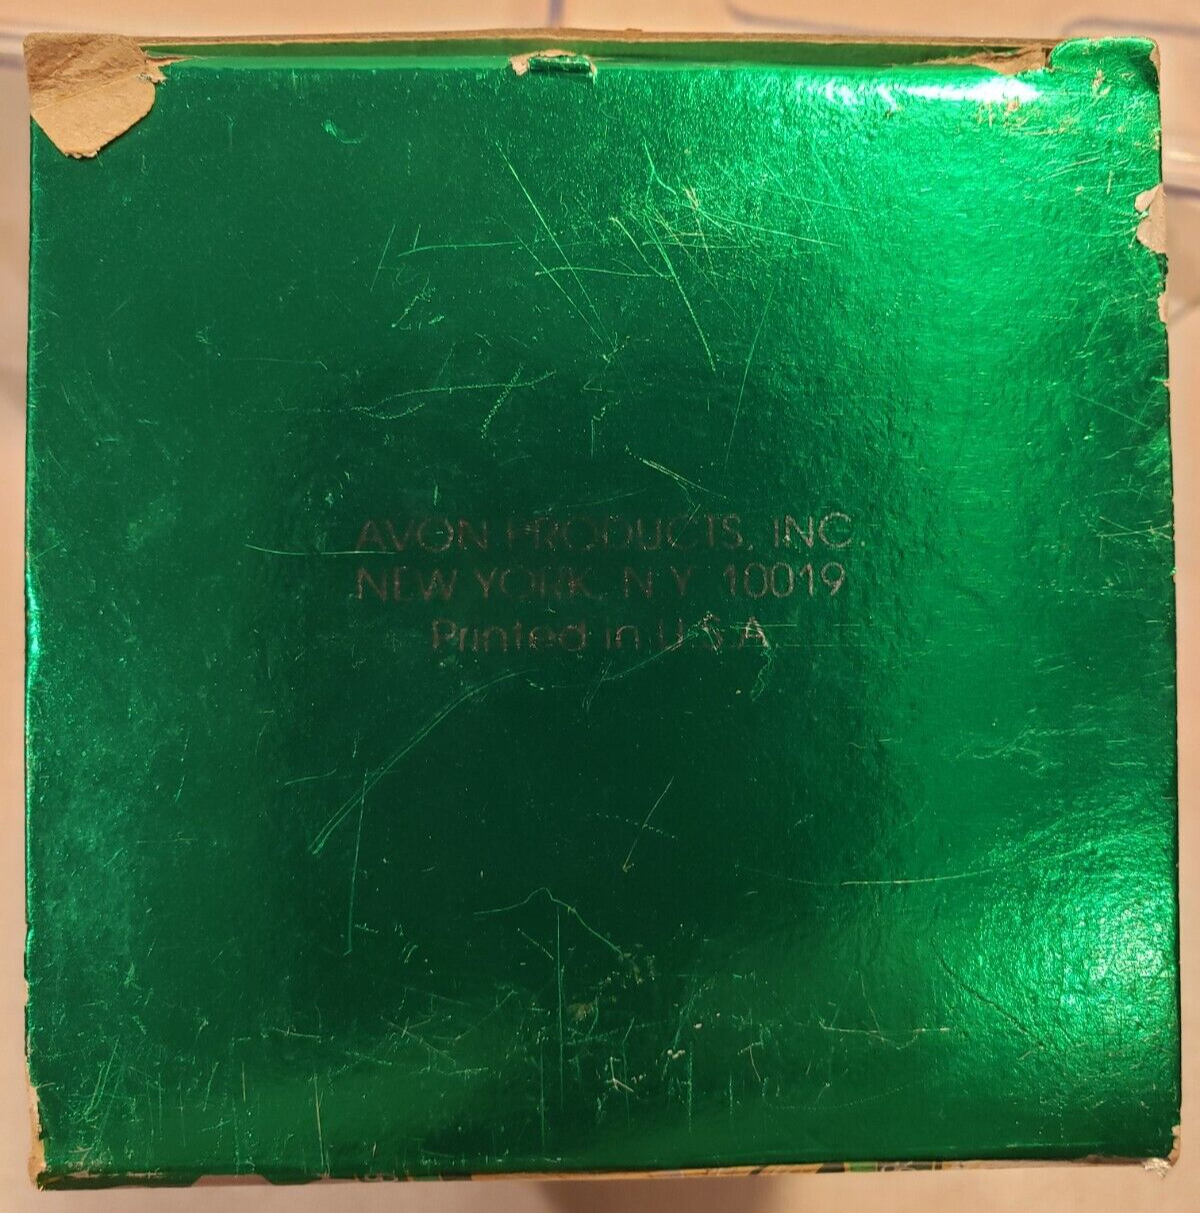 AVON PRODUCTS, INC.
NEW YORK, N.Y. 10019
Printed in U.S.A.